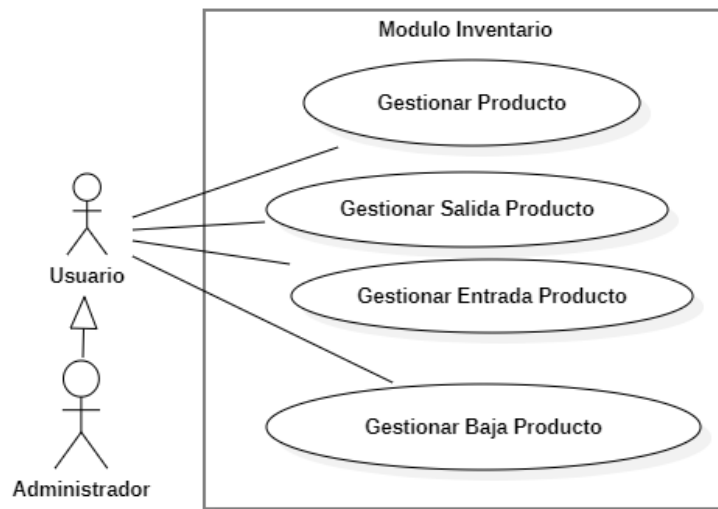 Modulo Inventario
Gestionar Producto
Gestionar Salida Producto
Usuario
Gestionar Entrada Producto
Gestionar Baja Producto
Administrador